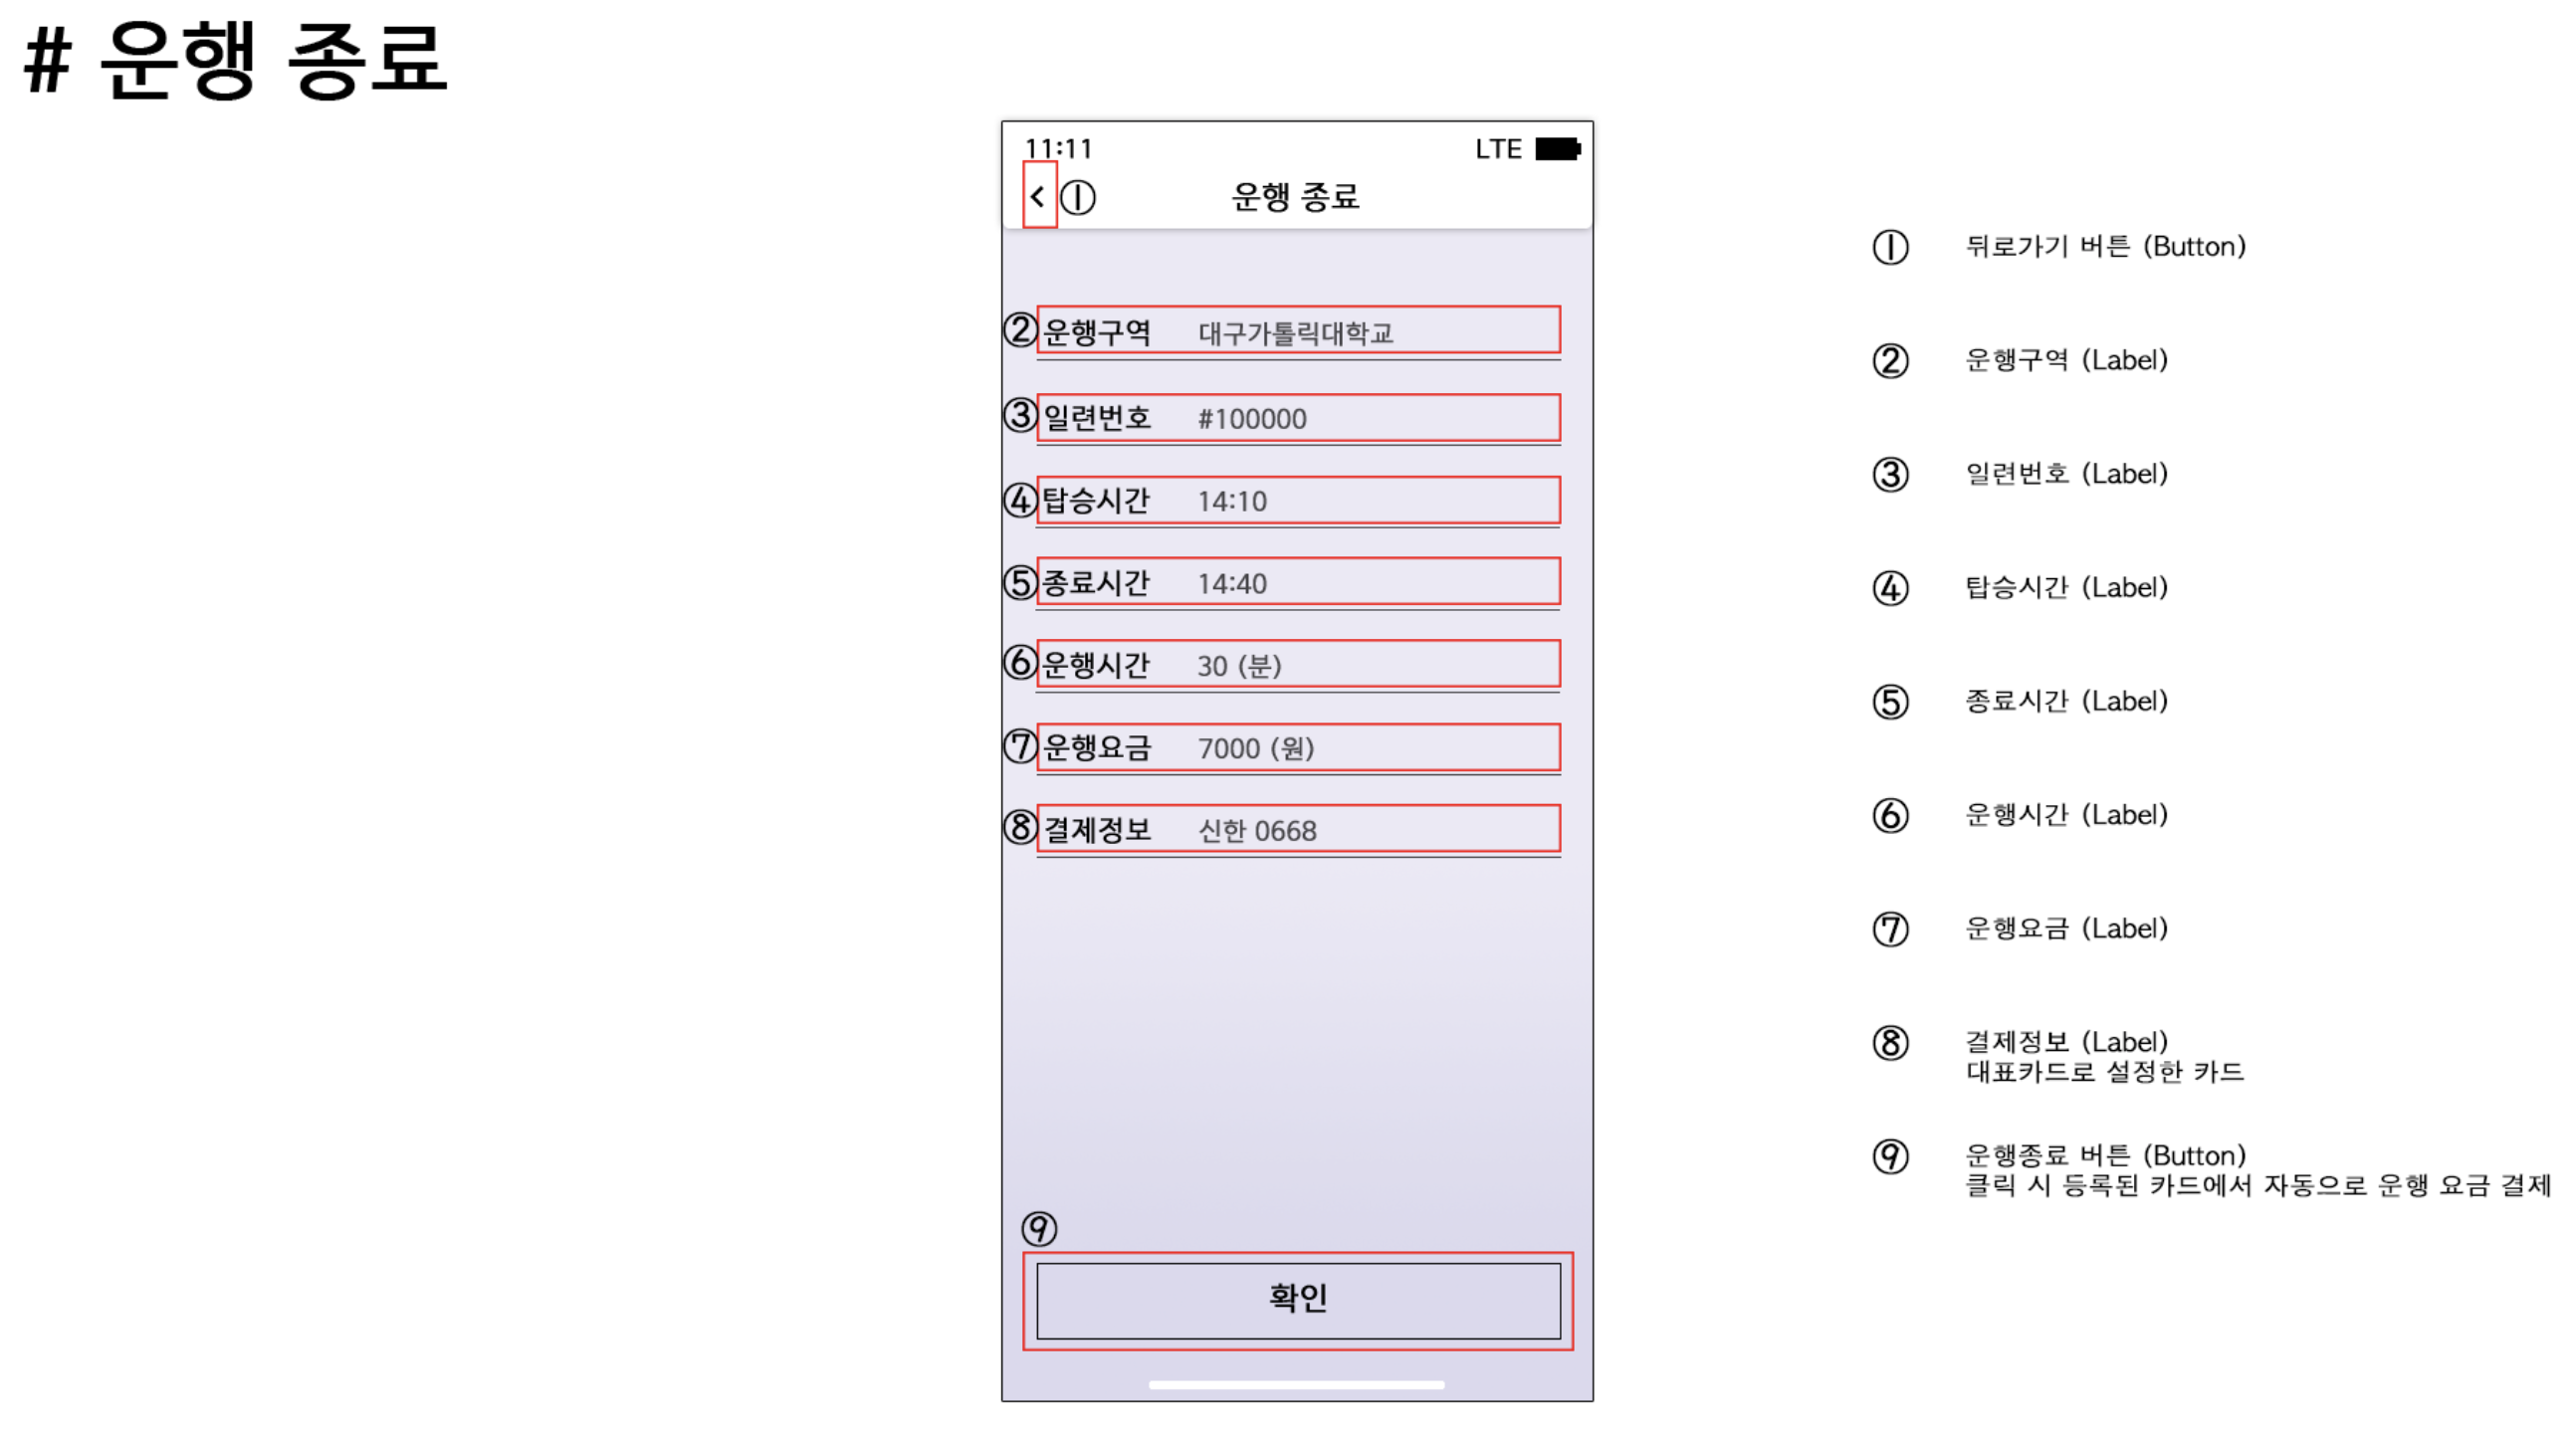 # 운행 종료
11:11 LTE
< ① 운행 종료
② 운행구역 대구가톨릭대학교
③ 일련번호 #100000
④ 탑승시간 14:10
⑤ 종료시간 14:40
⑥ 운행시간 30 (분)
⑦ 운행요금 7000 (원)
⑧ 결제정보 신한 0668
⑨
확인
① 뒤로가기 버튼 (Button)
② 운행구역 (Label)
③ 일련번호 (Label)
④ 탑승시간 (Label)
⑤ 종료시간 (Label)
⑥ 운행시간 (Label)
⑦ 운행요금 (Label)
⑧ 결제정보 (Label)
대표카드로 설정한 카드
⑨ 운행종료 버튼 (Button)
클릭 시 등록된 카드에서 자동으로 운행 요금 결제